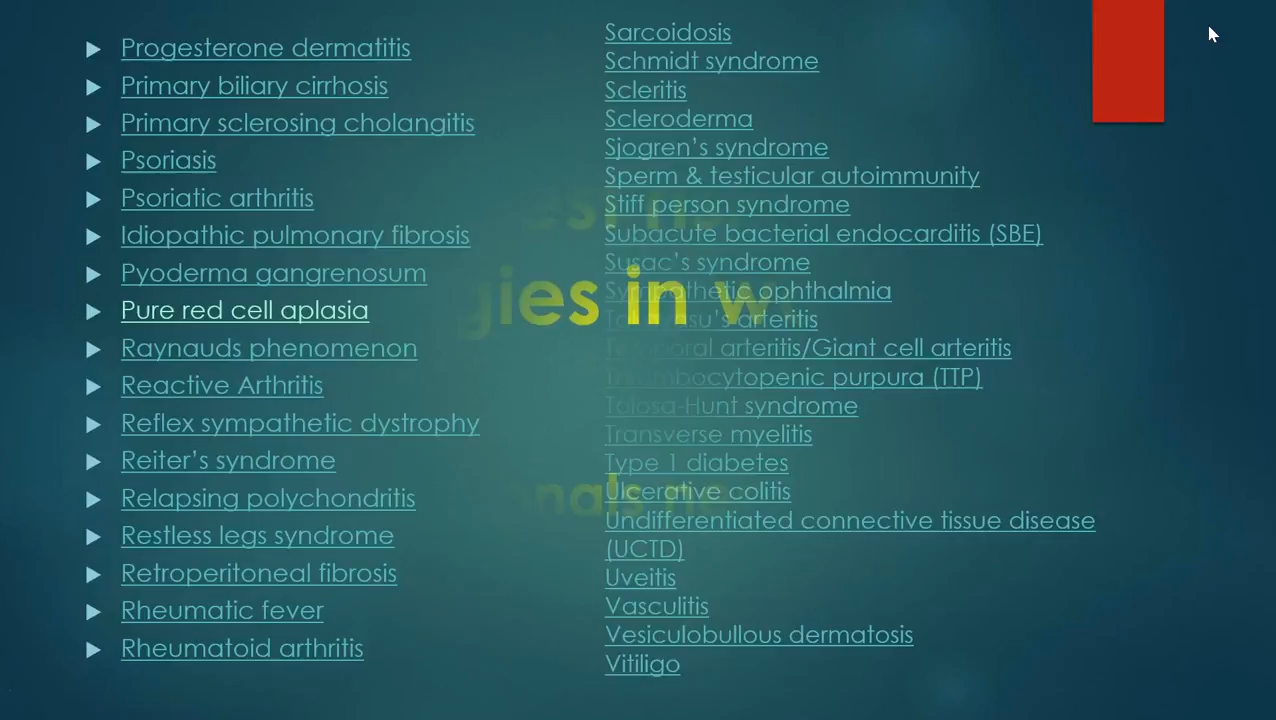 Progesterone dermatitis
Primary biliary cirrhosis
Primary sclerosing cholangitis
Psoriasis
Psoriatic arthritis
Idiopathic pulmonary fibrosis
Pyoderma gangrenosum
Pure red cell aplasia
Raynauds phenomenon
Reactive Arthritis
Reflex sympathetic dystrophy
Reiter’s syndrome
Relapsing polychondritis
Restless legs syndrome
Retroperitoneal fibrosis
Rheumatic fever
Rheumatoid arthritis
Sarcoidosis
Schmidt syndrome
Scleritis
Scleroderma
Sjogren’s syndrome
Sperm & testicular autoimmunity
Stiff person syndrome
Subacute bacterial endocarditis (SBE)
Susac’s syndrome
Sympathetic ophthalmia
Takayasu’s arteritis
Temporal arteritis/Giant cell arteritis
Thrombocytopenic purpura (TTP)
Tolosa-Hunt syndrome
Transverse myelitis
Type 1 diabetes
Ulcerative colitis
Undifferentiated connective tissue disease
(UCTD)
Uveitis
Vasculitis
Vesiculobullous dermatosis
Vitiligo
in